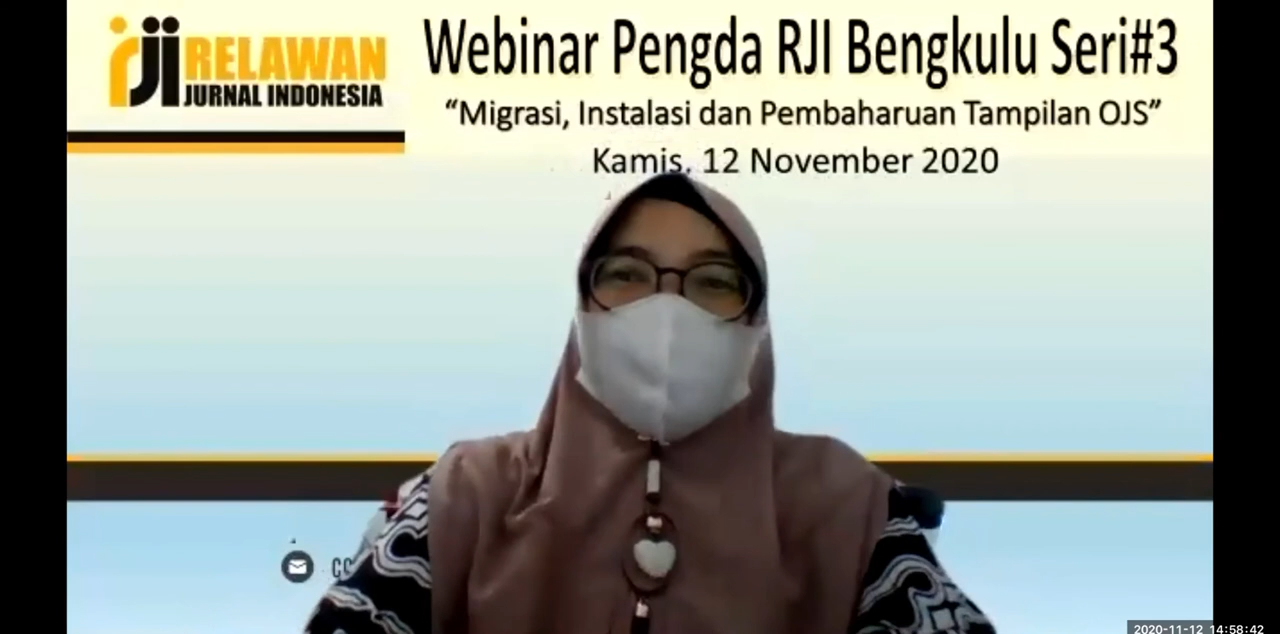 rji RELAWAN
JURNAL INDONESIA
Webinar Pengda RJI Bengkulu Seri#3
“Migrasi, Instalasi dan Pembaharuan Tampilan OJS”
Kamis, 12 November 2020
2020-11-12 14:58:42